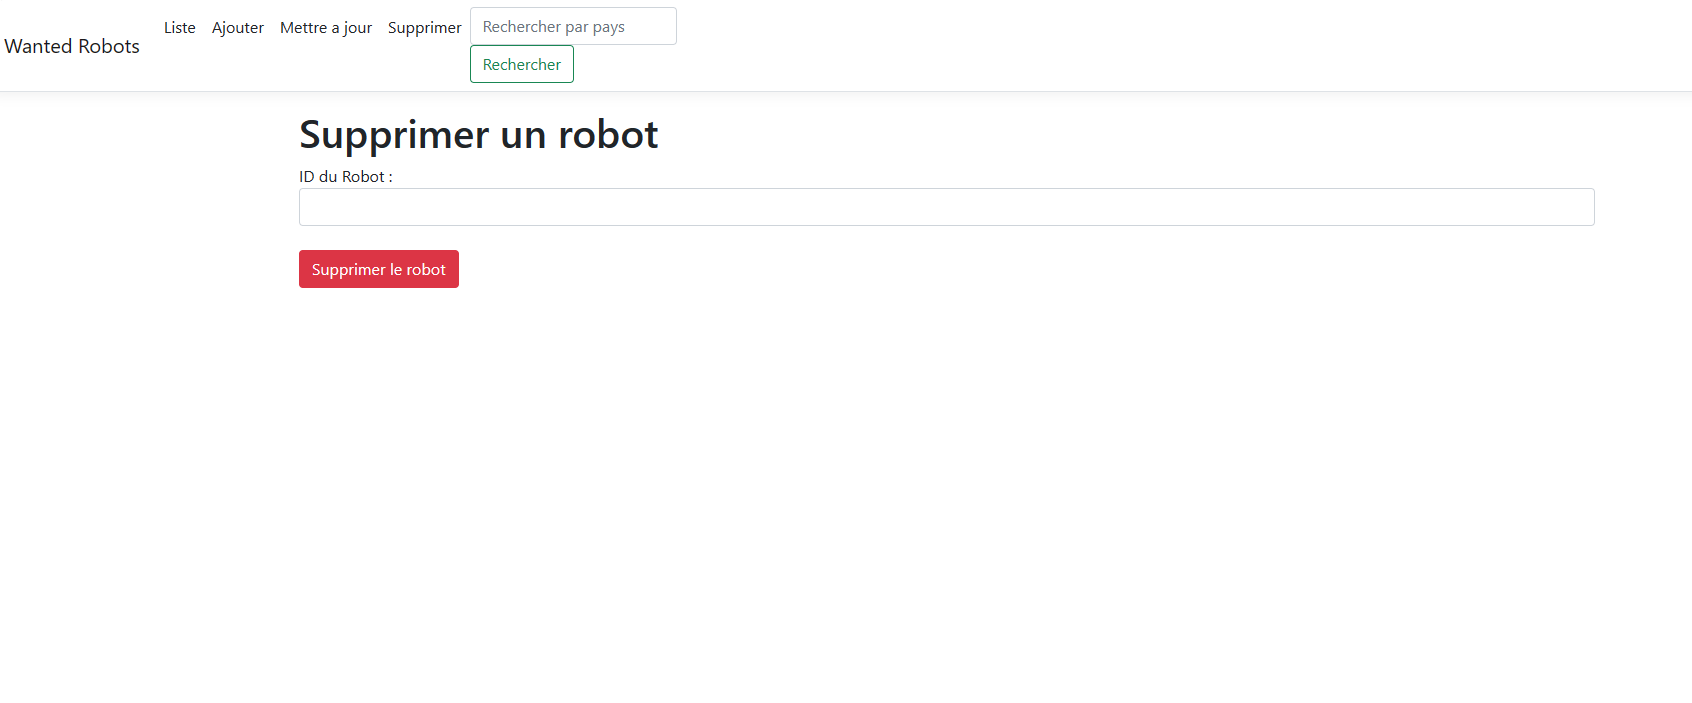 Wanted Robots
Liste Ajouter Mettre a jour Supprimer Rechercher par pays
Rechercher
Supprimer un robot
ID du Robot :
Supprimer le robot